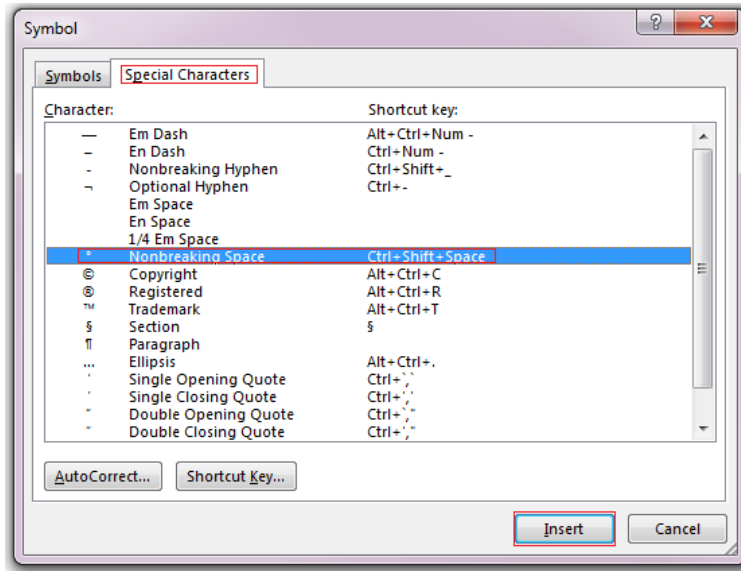 Symbol
? X
Symbols Special Characters
Character: Shortcut key:
— Em Dash Alt+Ctrl+Num -
– En Dash Ctrl+Num -
- Nonbreaking Hyphen Ctrl+Shift+_
¬ Optional Hyphen Ctrl+-
Em Space
En Space
1/4 Em Space
° Nonbreaking Space Ctrl+Shift+Space
© Copyright Alt+Ctrl+C
® Registered Alt+Ctrl+R
™ Trademark Alt+Ctrl+T
§ Section §
¶ Paragraph
... Ellipsis Alt+Ctrl+.
‘ Single Opening Quote Ctrl+`,`
’ Single Closing Quote Ctrl+','
“ Double Opening Quote Ctrl+`,"
” Double Closing Quote Ctrl+',"
AutoCorrect... Shortcut Key...
Insert Cancel